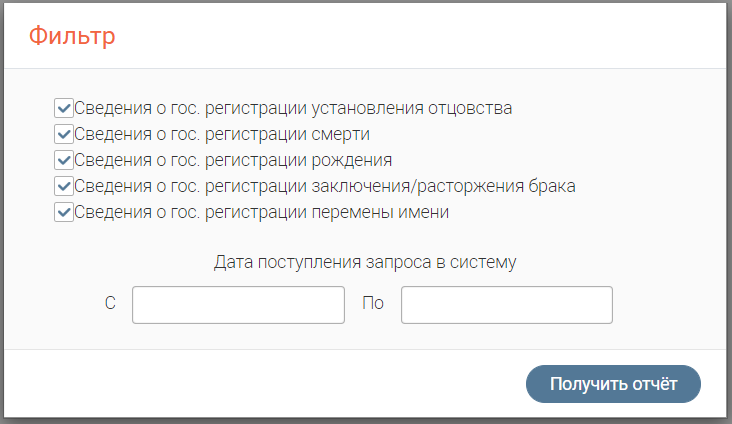 Фильтр
Сведения о гос. регистрации установления отцовства
Сведения о гос. регистрации смерти
Сведения о гос. регистрации рождения
Сведения о гос. регистрации заключения/расторжения брака
Сведения о гос. регистрации перемены имени
Дата поступления запроса в систему
С По
Получить отчёт